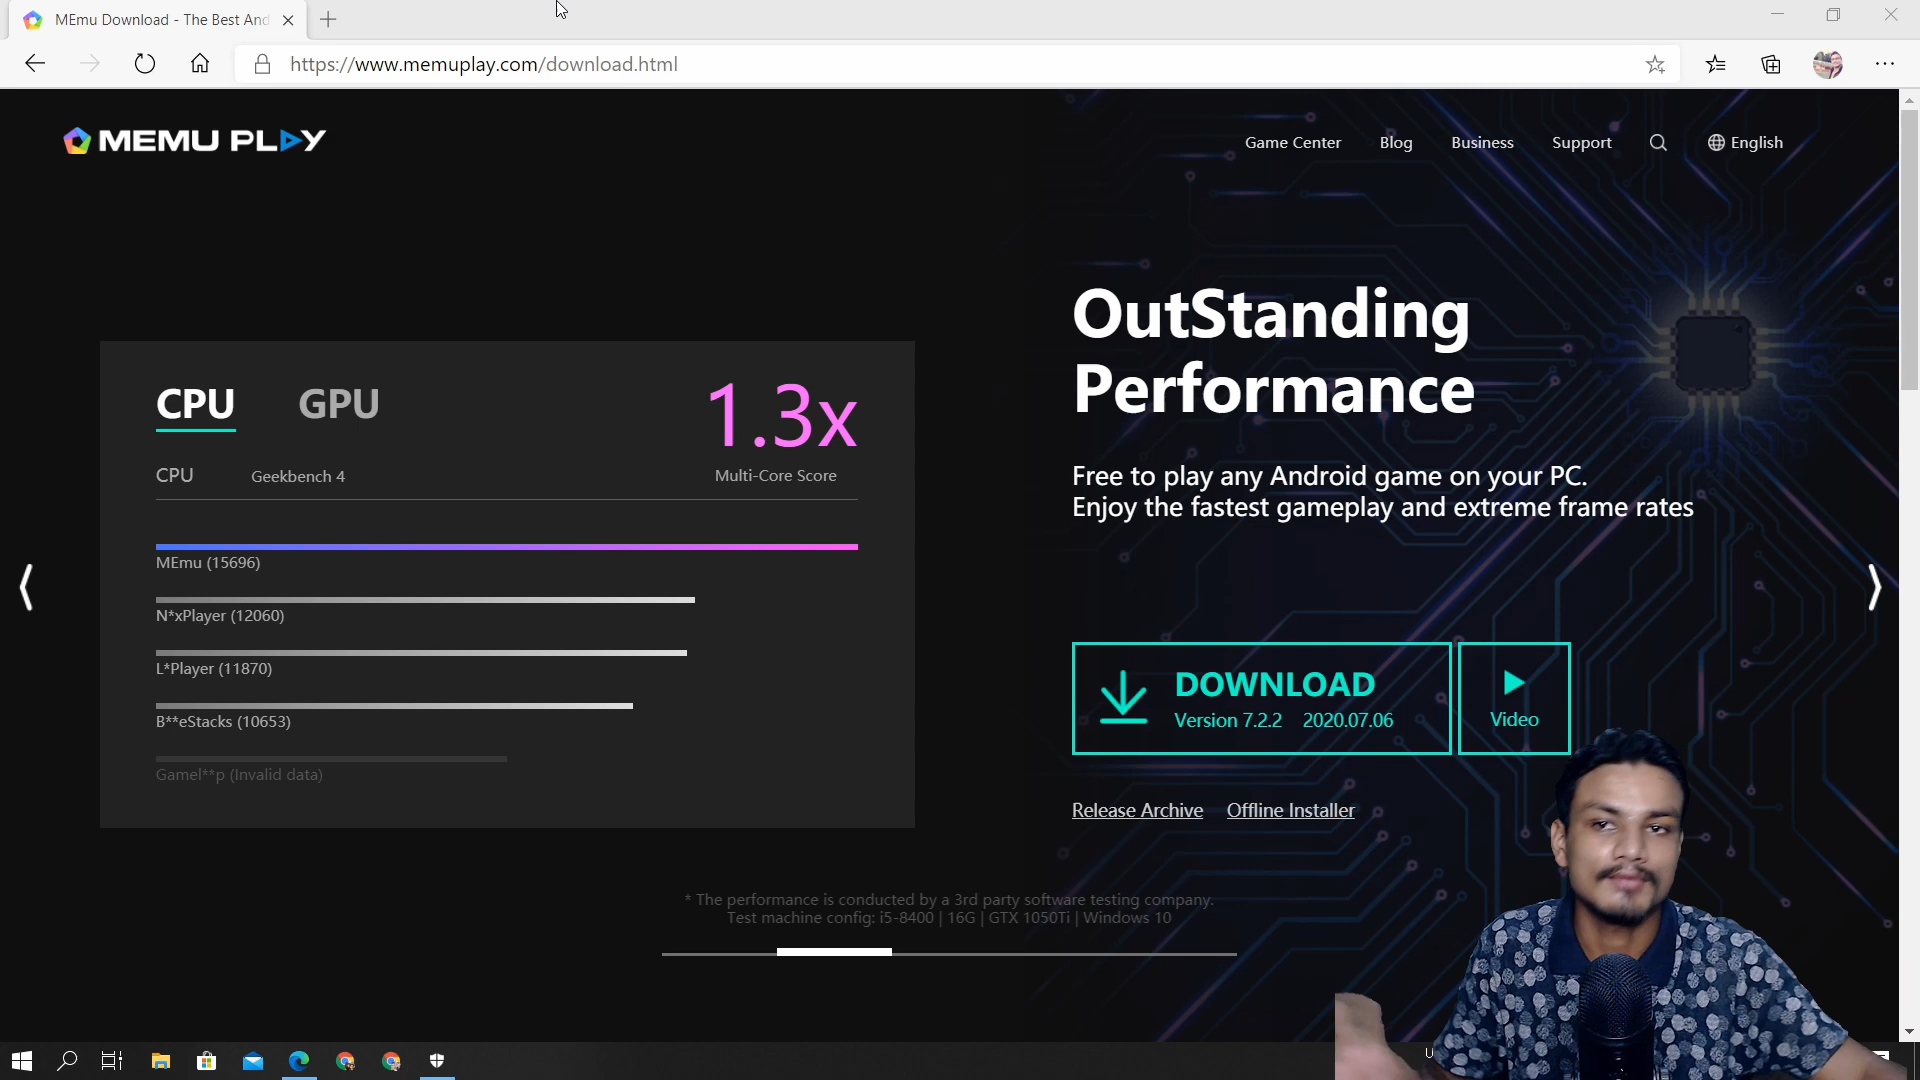 MEmu Download - The Best And
https://www.memuplay.com/download.html
MEMU PLAY
Game Center
Blog
Business
Support
English
CPU
GPU
1.3x
CPU
Geekbench 4
Multi-Core Score
MEmu (15696)
N*xPlayer (12060)
L*Player (11870)
B**eStacks (10653)
Gamel**p (Invalid data)
OutStanding
Performance
Free to play any Android game on your PC.
Enjoy the fastest gameplay and extreme frame rates
DOWNLOAD
Version 7.2.2 2020.07.06
Video
Release Archive
Offline Installer
* The performance is conducted by a 3rd party software testing company.
Test machine config: i5-8400 | 16G | GTX 1050Ti | Windows 10